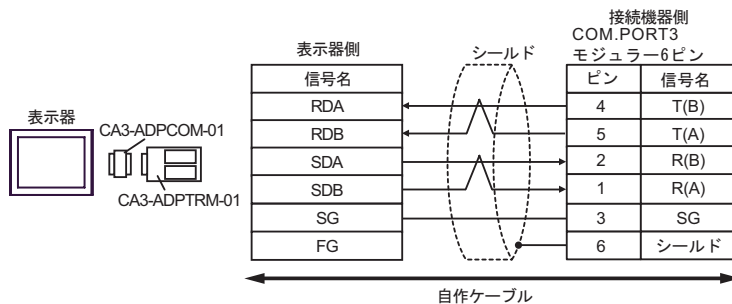 接続機器側
COM.PORT3
モジュラー6ピン
表示器側
シールド
信号名
ピン 信号名
RDA 4 T(B)
RDB 5 T(A)
SDA 2 R(B)
SDB 1 R(A)
SG 3 SG
FG 6 シールド
表示器
CA3-ADPCOM-01
CA3-ADPTRM-01
自作ケーブル